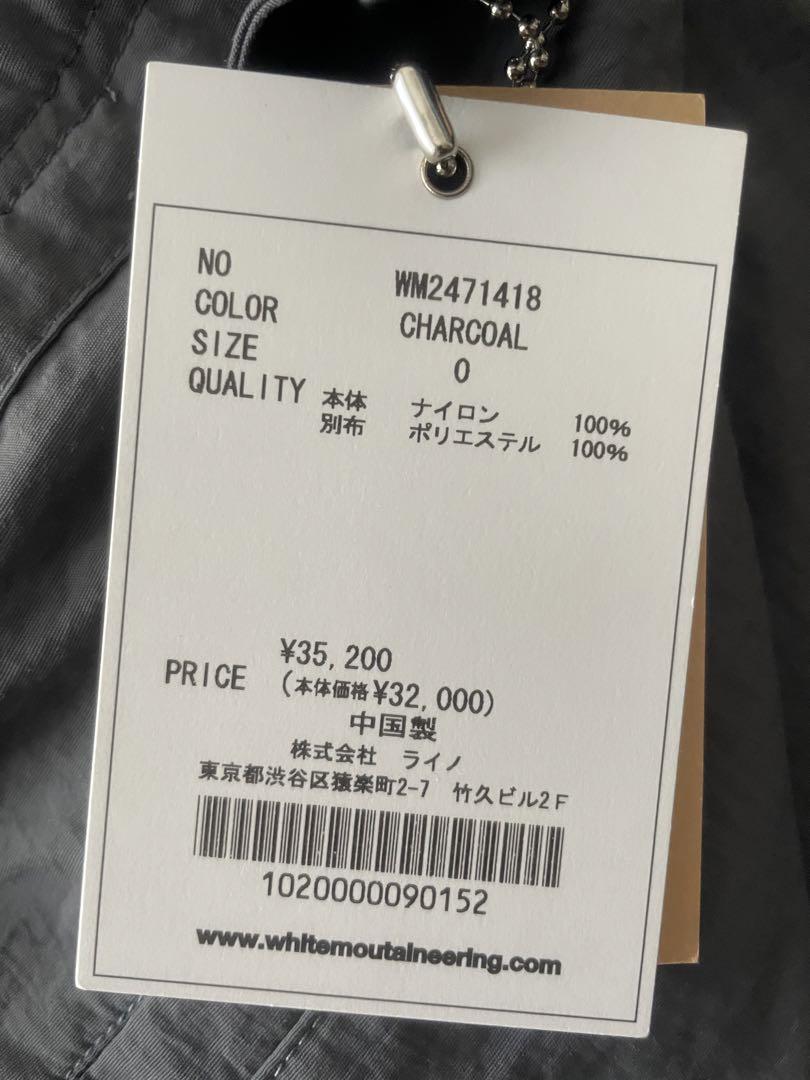 NO WM2471418
COLOR CHARCOAL
SIZE 0
QUALITY 本体 ナイロン 100%
別布 ポリエステル 100%
¥35,200
PRICE (本体価格¥32,000)
中国製
株式会社 ライノ
東京都渋谷区猿楽町2-7 竹久ビル2F
1020000090152
www.whitemoutaineering.com